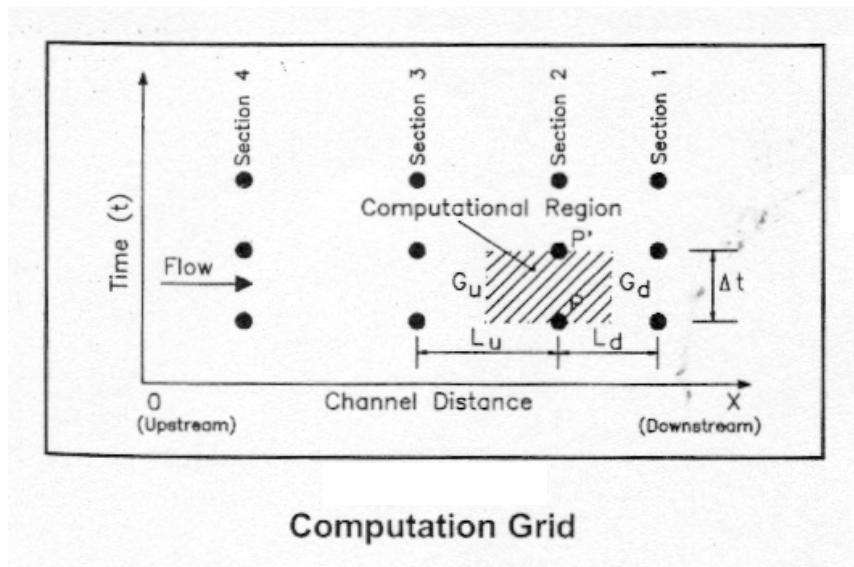 Section 4
Section 3
Section 2
Section 1
Time (t)
Computational Region
P'
Flow
Gu
Gd
Δt
P
Lu
Ld
O
Channel Distance
X
(Upstream)
(Downstream)
Computation Grid